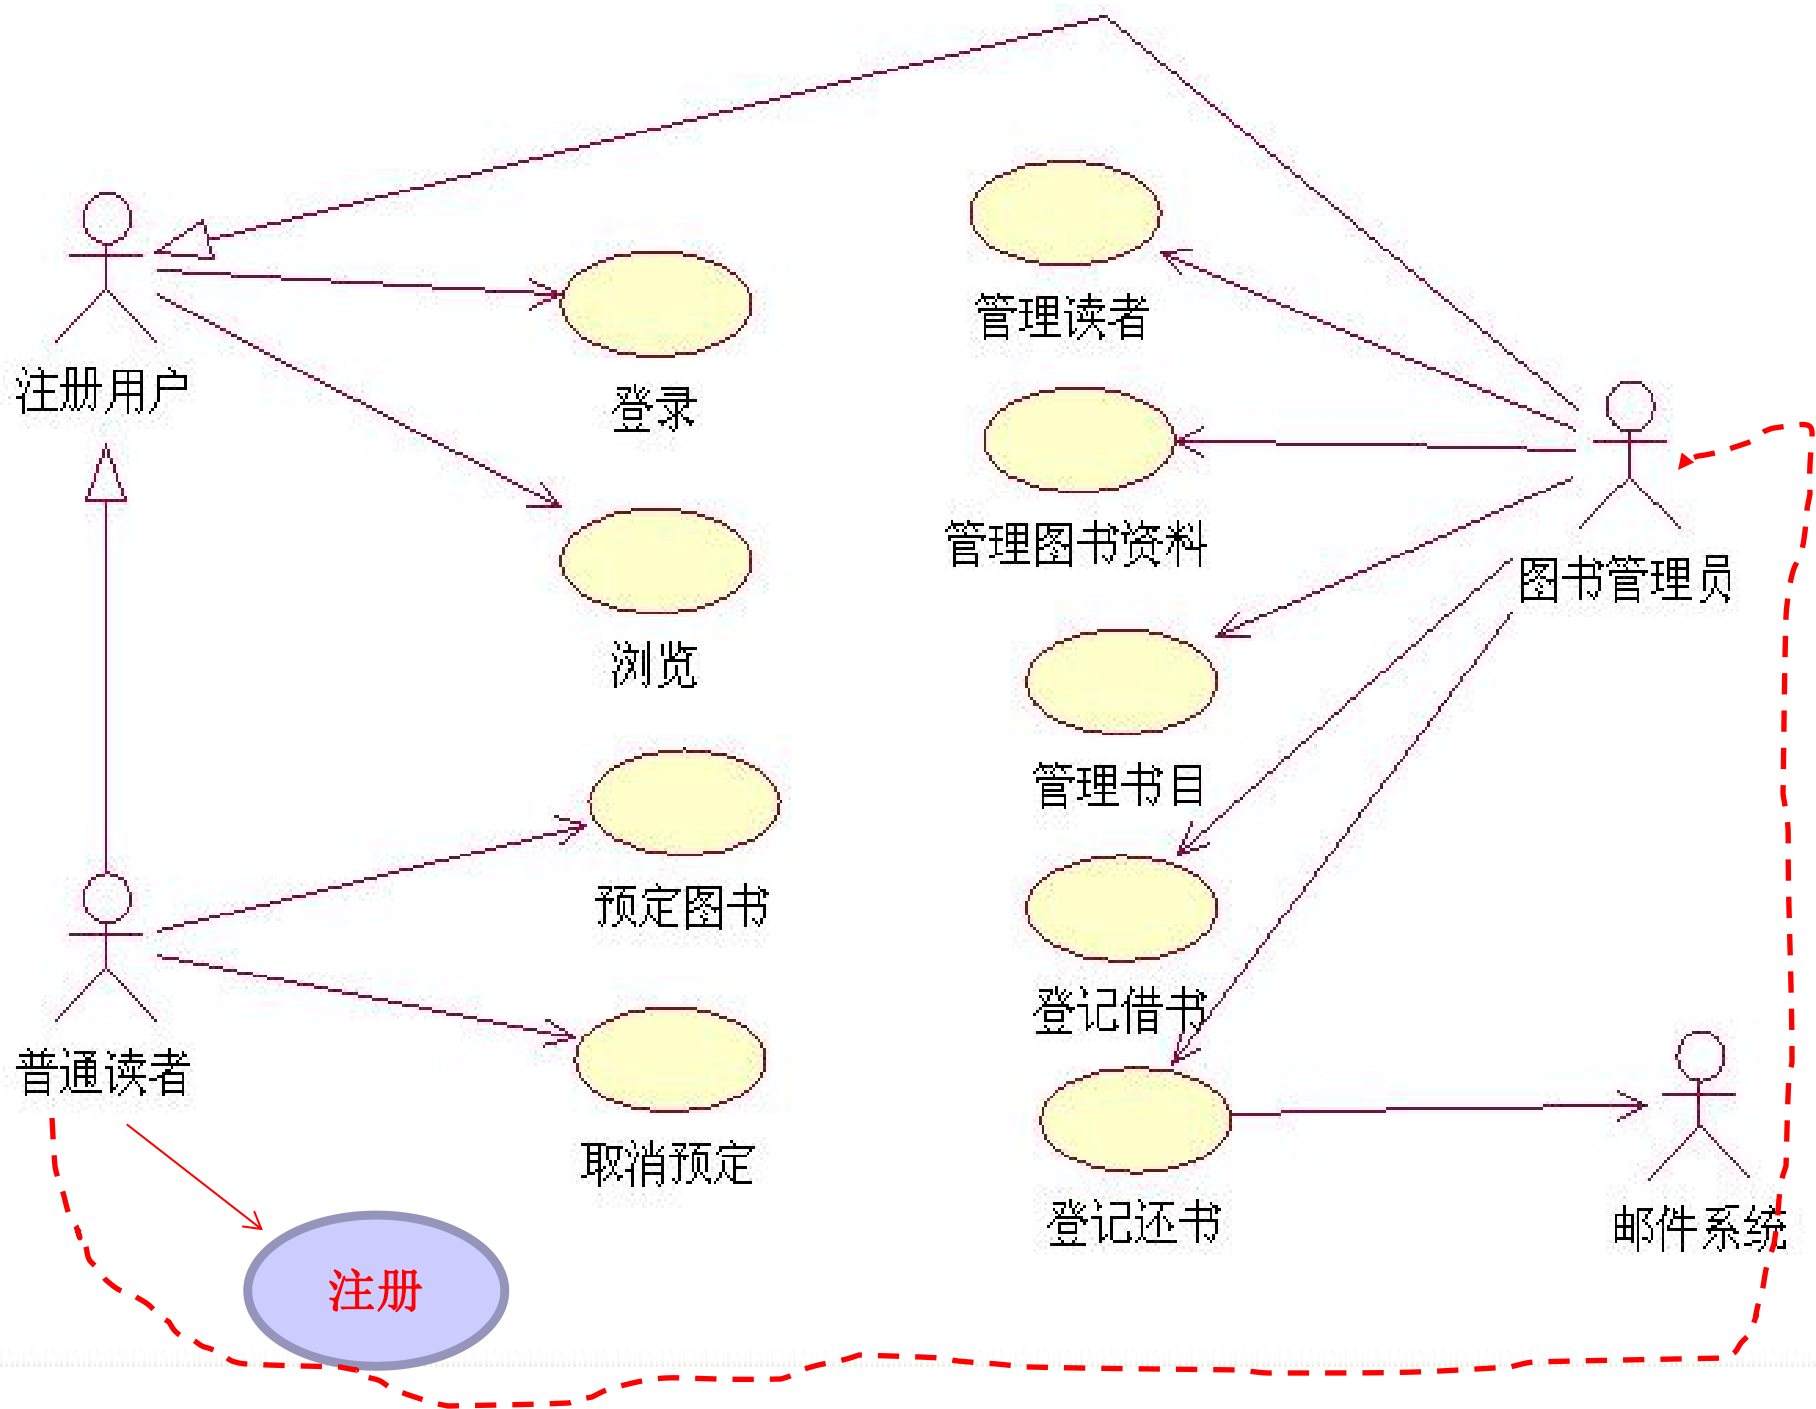 注册用户
登录
浏览
管理读者
管理图书资料
图书管理员
管理书目
预定图书
登记借书
普通读者
取消预定
登记还书
邮件系统
注册